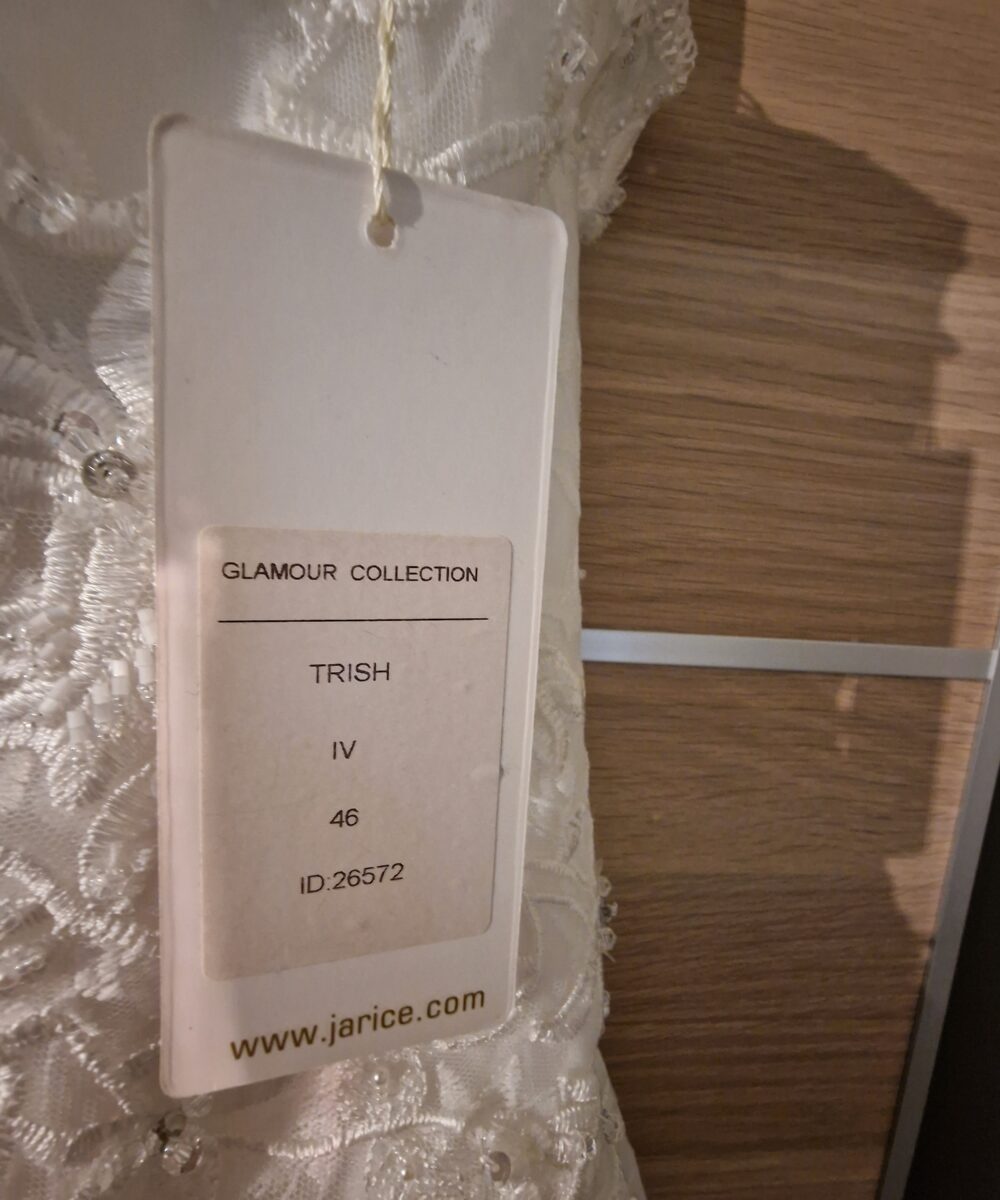 GLAMOUR COLLECTION
TRISH
IV
46
ID:26572
www.jarice.com